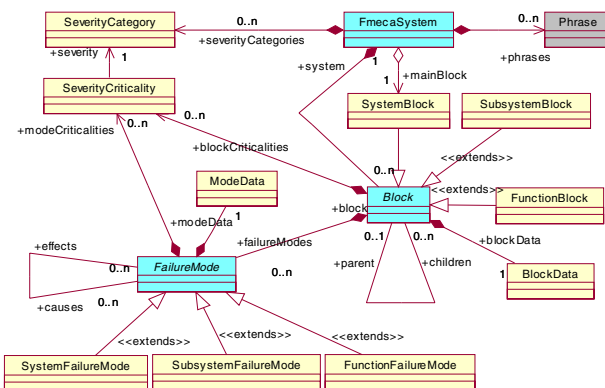 SeverityCategory
0..n
FmecaSystem
0..n
Phrase
+severityCategories
+phrases
+severity
1
+system
1
+mainBlock
1
SeverityCriticality
SystemBlock
SubsystemBlock
+modeCriticalities
0..n
0..n
+blockCriticalities
<<extends>>
ModeData
0..n
<<extends>>
Block
FunctionBlock
+block
+modeData
1
0..1
0..n
+blockData
+effects
+failureModes
+parent
+children
0..n
FailureMode
0..n
1
BlockData
+causes
0..n
<<extends>>
<<extends>>
<<extends>>
SystemFailureMode
SubsystemFailureMode
FunctionFailureMode